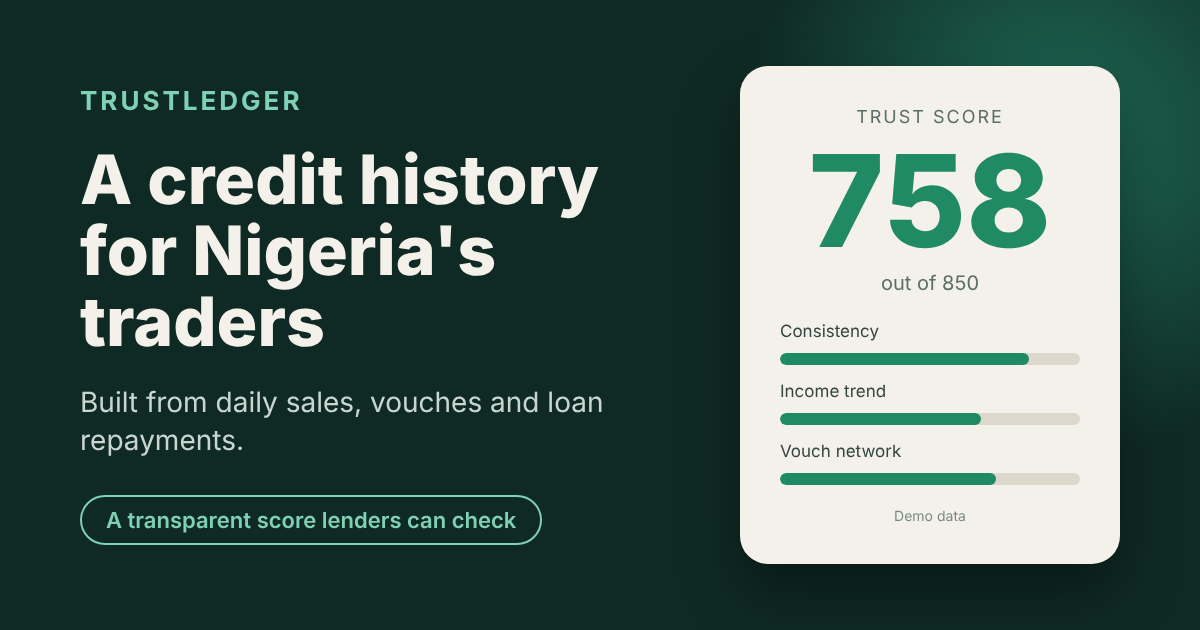 TRUSTLEDGER
A credit history
for Nigeria's
traders
Built from daily sales, vouches and loan
repayments.
A transparent score lenders can check
TRUST SCORE
758
out of 850
Consistency
Income trend
Vouch network
Demo data